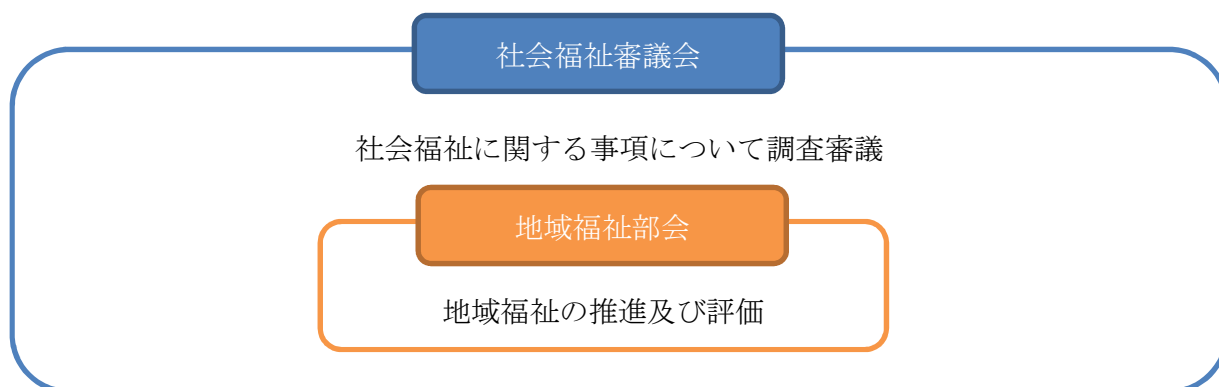 社会福祉審議会
社会福祉に関する事項について調査審議
地域福祉部会
地域福祉の推進及び評価